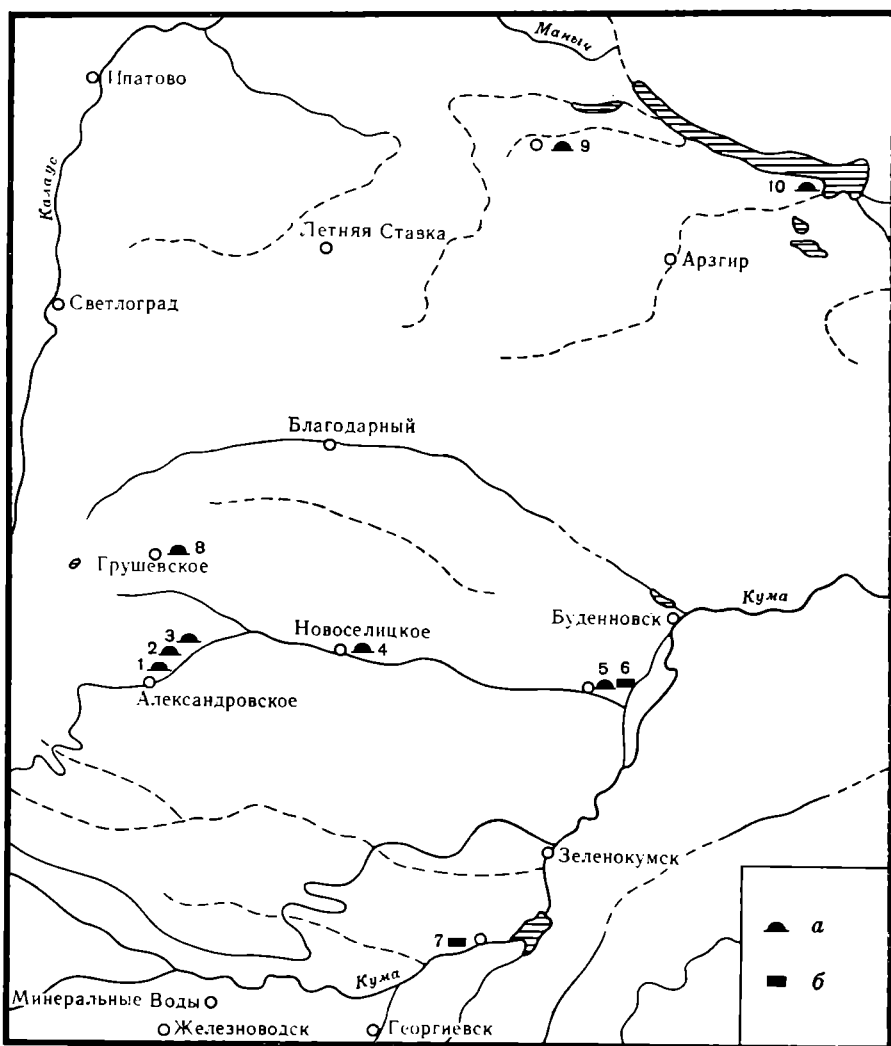 Маныч
Ипатово
9
10
Калаус
Летняя Ставка
Арзгир
Светлоград
Благодарный
8
Грушевское
Кума
Буденновск
3
Новоселицкое
2
4
1
5 6
Александровское
Зеленокумск
а
7
б
Кума
Минеральные Воды
Железноводск
Георгиевск